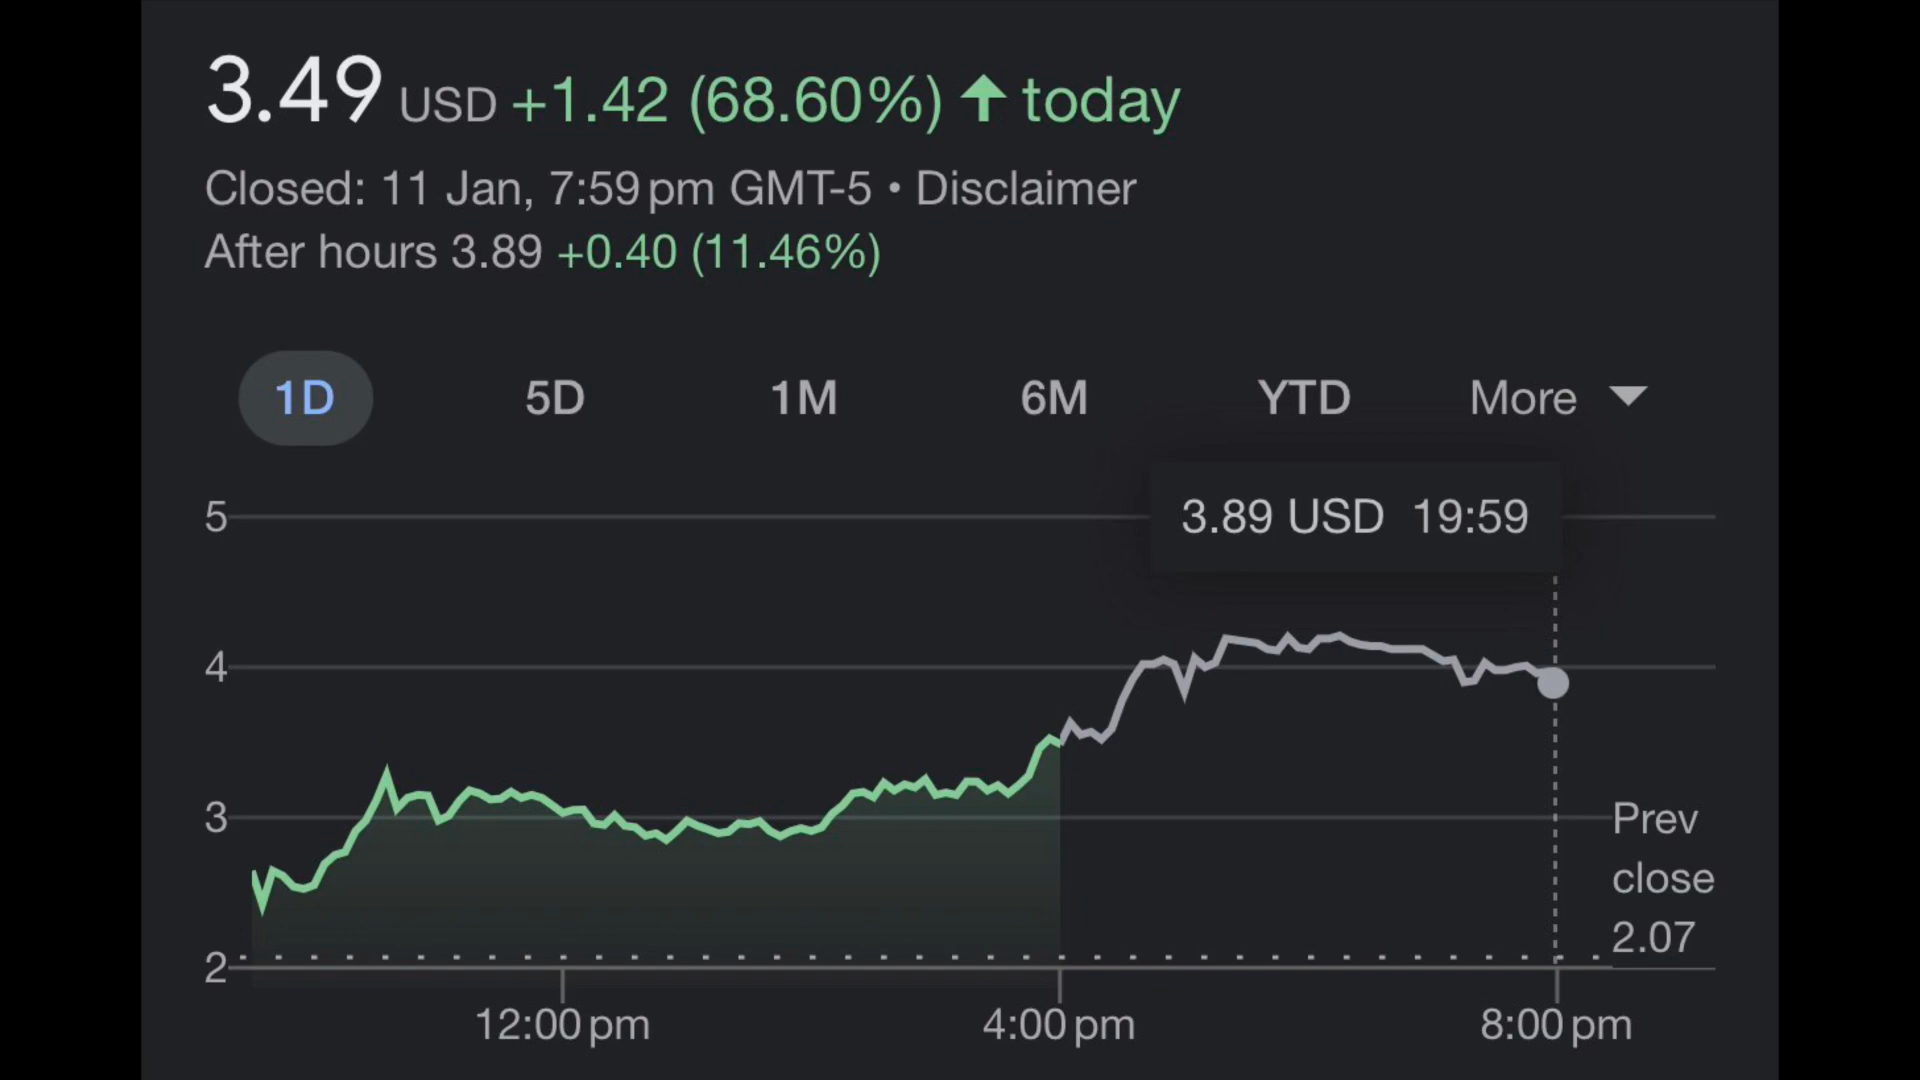 3.49 USD +1.42 (68.60%) ↑ today
Closed: 11 Jan, 7:59 pm GMT-5 • Disclaimer
After hours 3.89 +0.40 (11.46%)
1D 5D 1M 6M YTD More
3.89 USD 19:59
5
4
3
2
Prev
close
2.07
12:00 pm 4:00 pm 8:00 pm